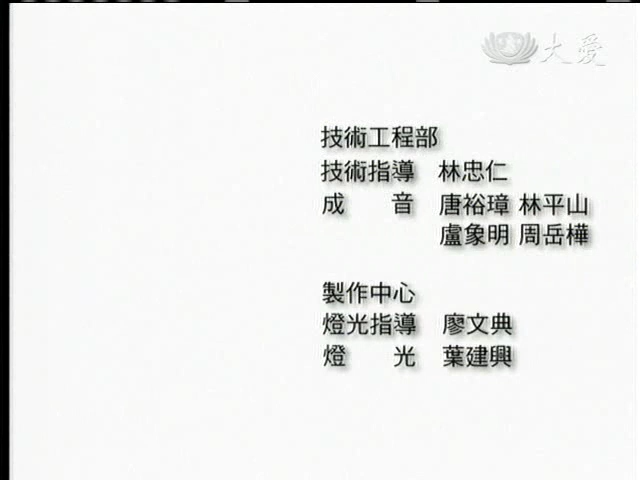 大愛
技術工程部
技術指導 林忠仁
成 音 唐裕璋 林平山
盧象明 周岳樺
製作中心
燈光指導 廖文典
燈 光 葉建興